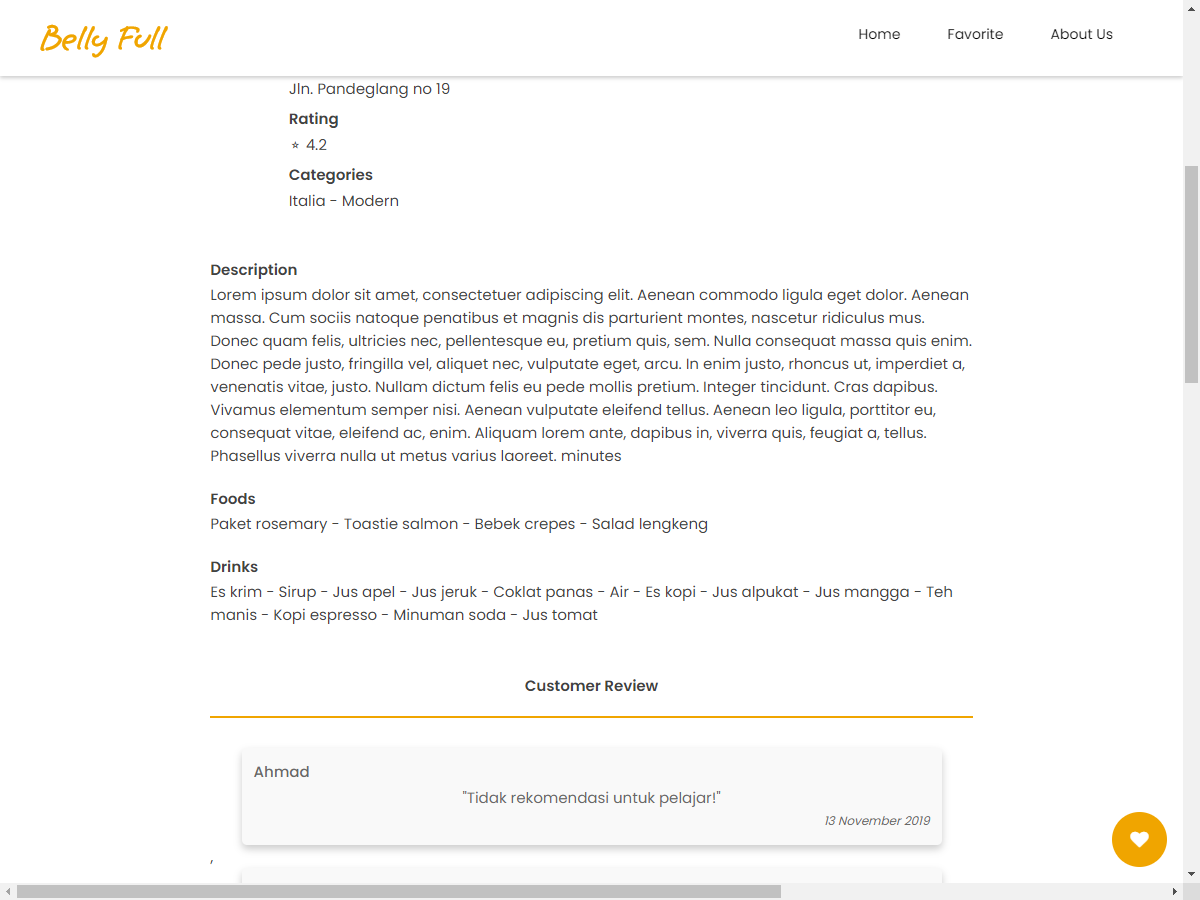 Belly Full
Home
Favorite
About Us
Jln. Pandeglang no 19
Rating
⭐ 4.2
Categories
Italia - Modern
Description
Lorem ipsum dolor sit amet, consectetuer adipiscing elit. Aenean commodo ligula eget dolor. Aenean
massa. Cum sociis natoque penatibus et magnis dis parturient montes, nascetur ridiculus mus.
Donec quam felis, ultricies nec, pellentesque eu, pretium quis, sem. Nulla consequat massa quis enim.
Donec pede justo, fringilla vel, aliquet nec, vulputate eget, arcu. In enim justo, rhoncus ut, imperdiet a,
venenatis vitae, justo. Nullam dictum felis eu pede mollis pretium. Integer tincidunt. Cras dapibus.
Vivamus elementum semper nisi. Aenean vulputate eleifend tellus. Aenean leo ligula, porttitor eu,
consequat vitae, eleifend ac, enim. Aliquam lorem ante, dapibus in, viverra quis, feugiat a, tellus.
Phasellus viverra nulla ut metus varius laoreet. minutes
Foods
Paket rosemary - Toastie salmon - Bebek crepes - Salad lengkeng
Drinks
Es krim - Sirup - Jus apel - Jus jeruk - Coklat panas - Air - Es kopi - Jus alpukat - Jus mangga - Teh
manis - Kopi espresso - Minuman soda - Jus tomat
Customer Review
Ahmad
"Tidak rekomendasi untuk pelajar!"
13 November 2019
,